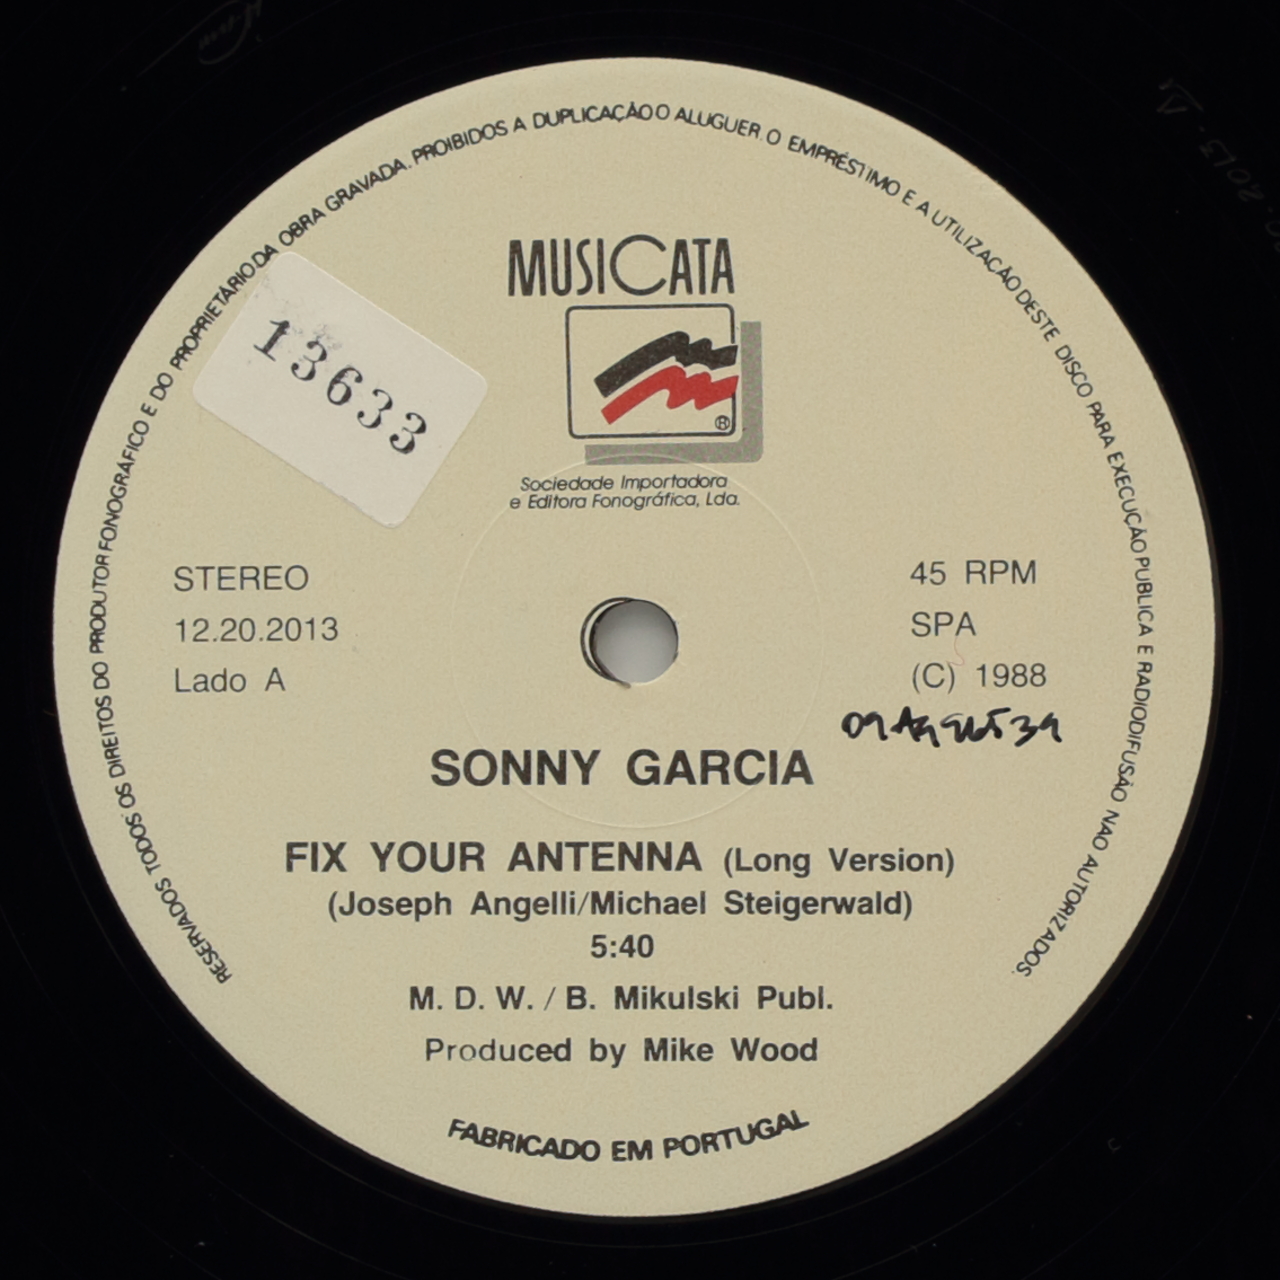 RESERVADOS TODOS OS DIREITOS DO PRODUTOR FONOGRÁFICO E DO PROPRIETÁRIO DA OBRA GRAVADA. PROIBIDOS A DUPLICAÇÃO O ALUGUER O EMPRÉSTIMO E A UTILIZAÇÃO DESTE DISCO PARA EXECUÇÃO PUBLICA E RADIODIFUSÃO NAO AUTORIZADOS.
MUSICATA
®
Sociedade Importadora
e Editora Fonográfica, Lda.
13633
STEREO
12.20.2013
Lado A
45 RPM
SPA
(C) 1988
SONNY GARCIA
FIX YOUR ANTENNA (Long Version)
(Joseph Angelli/Michael Steigerwald)
5:40
M. D. W. / B. Mikulski Publ.
Produced by Mike Wood
FABRICADO EM PORTUGAL